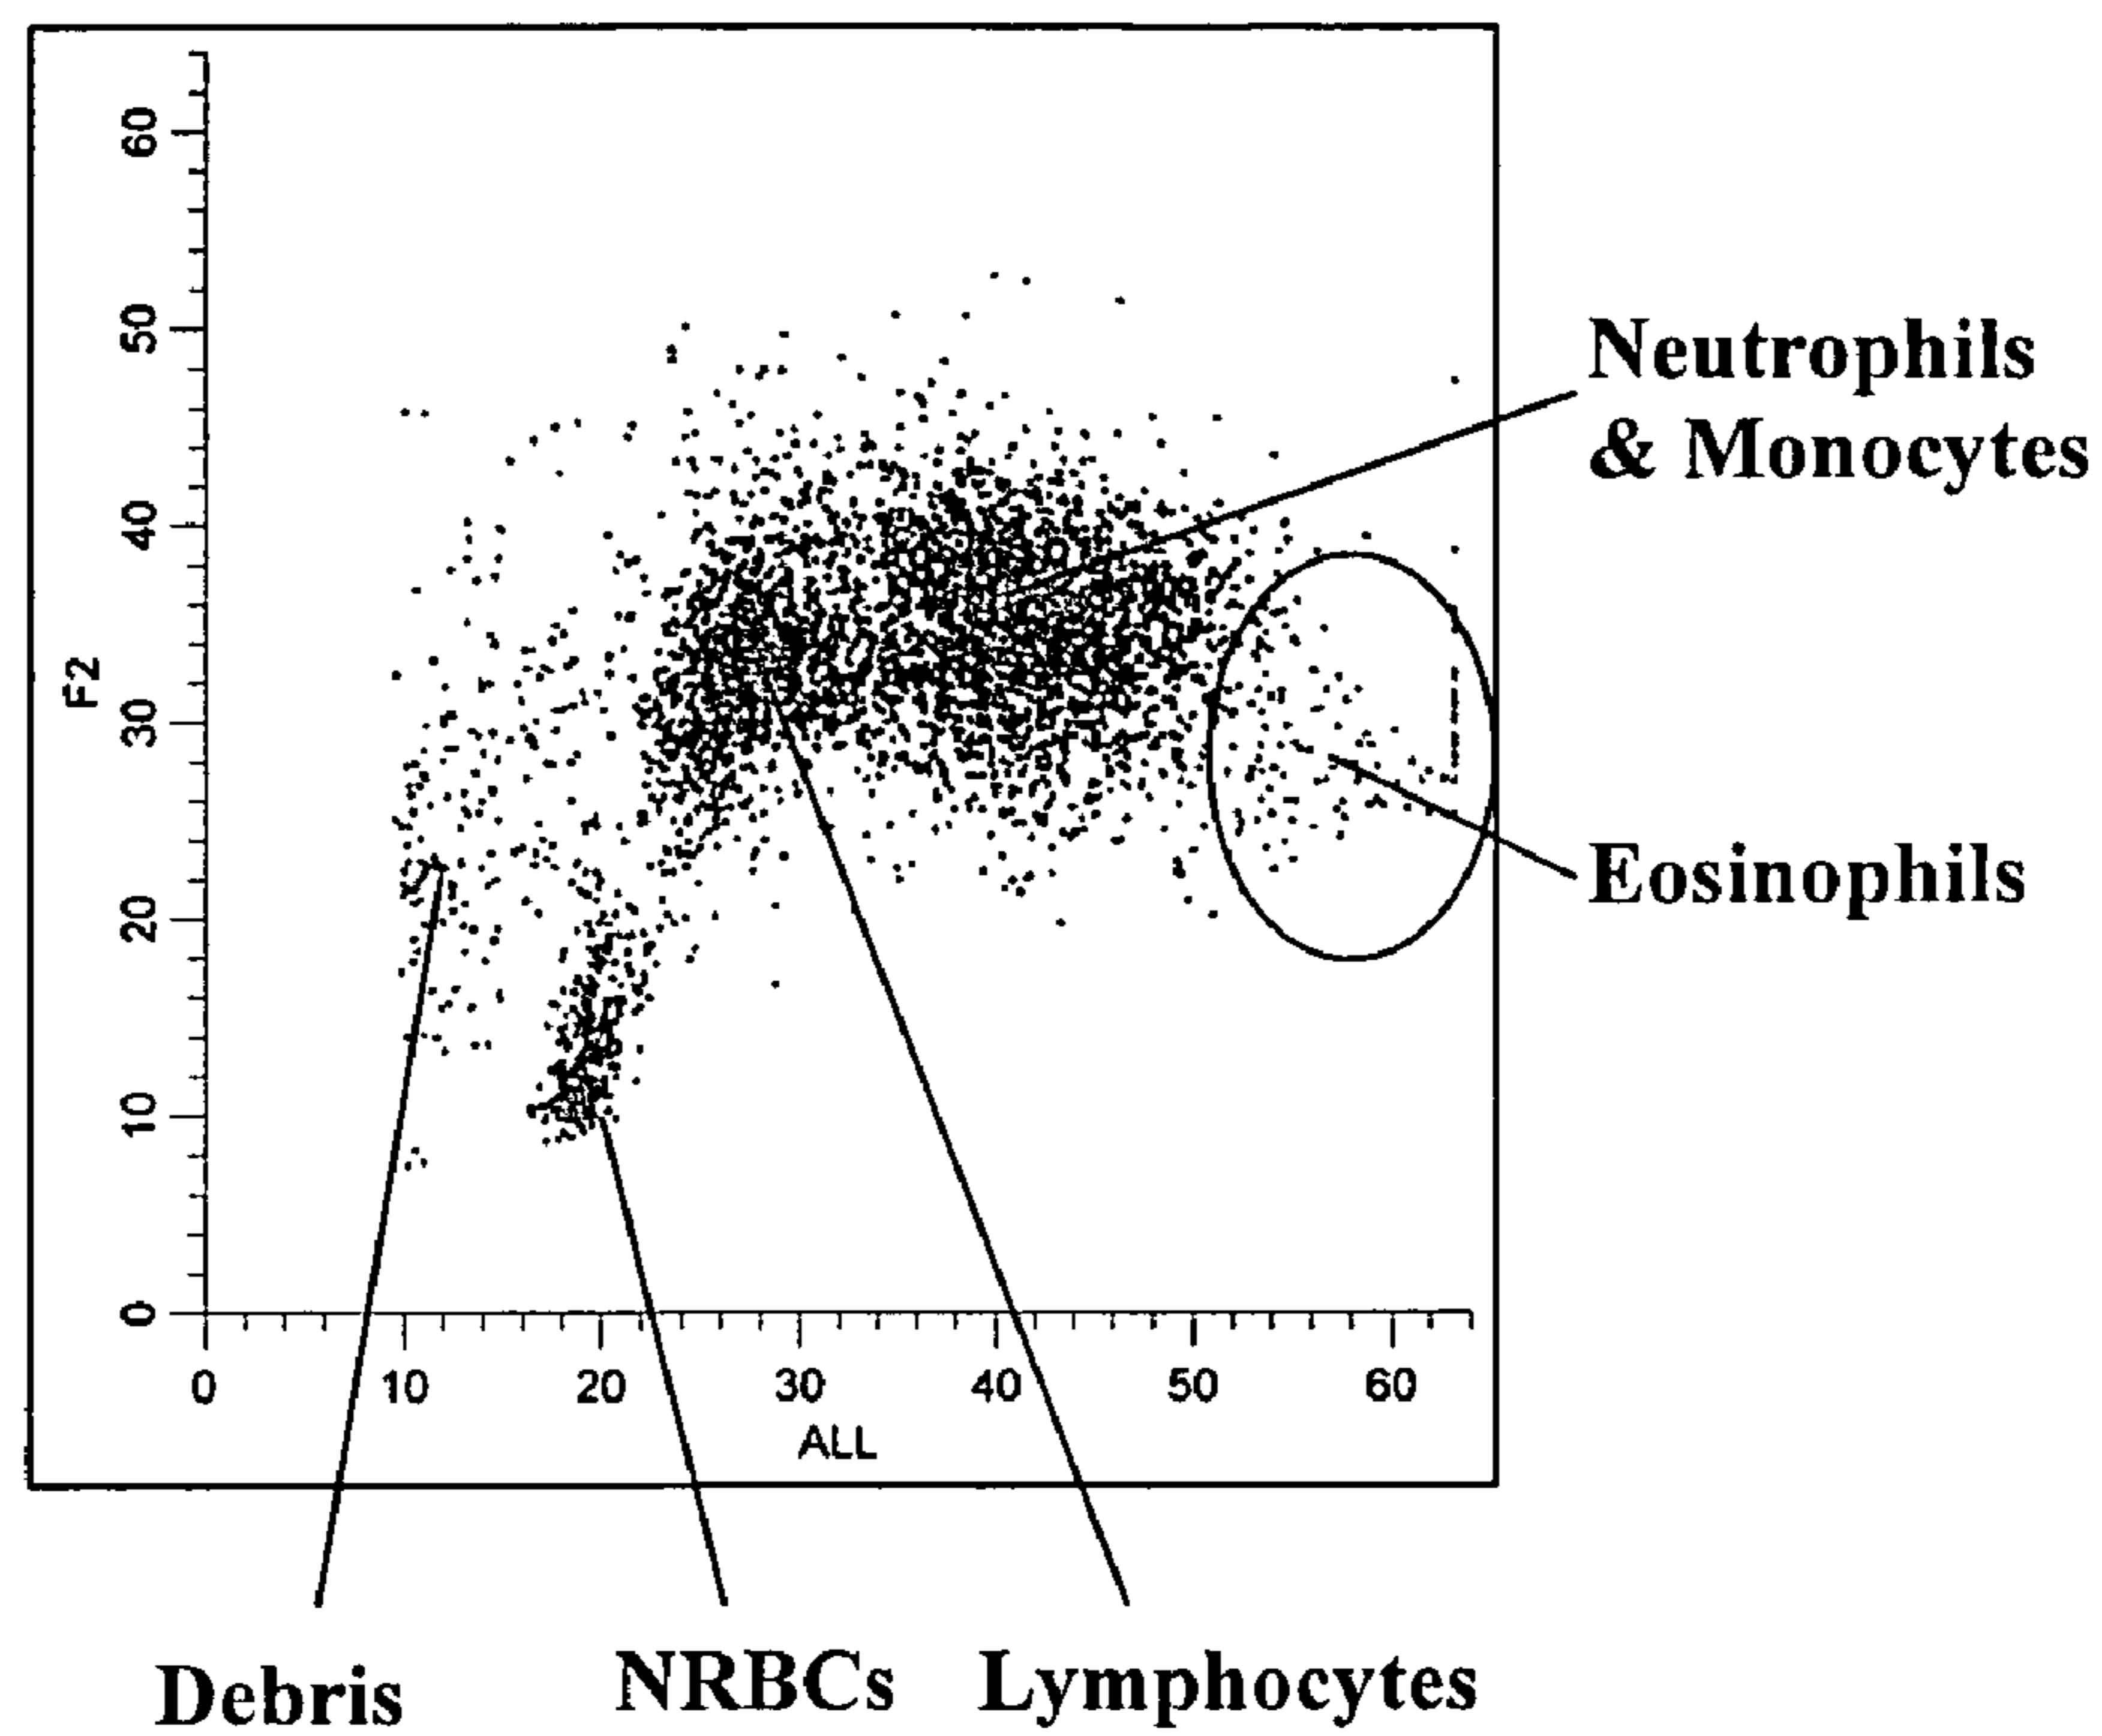 60
50
40
30
20
10
0
F2
0 10 20 30 40 50 60
ALL
Neutrophils
& Monocytes
Eosinophils
Debris
NRBCs
Lymphocytes